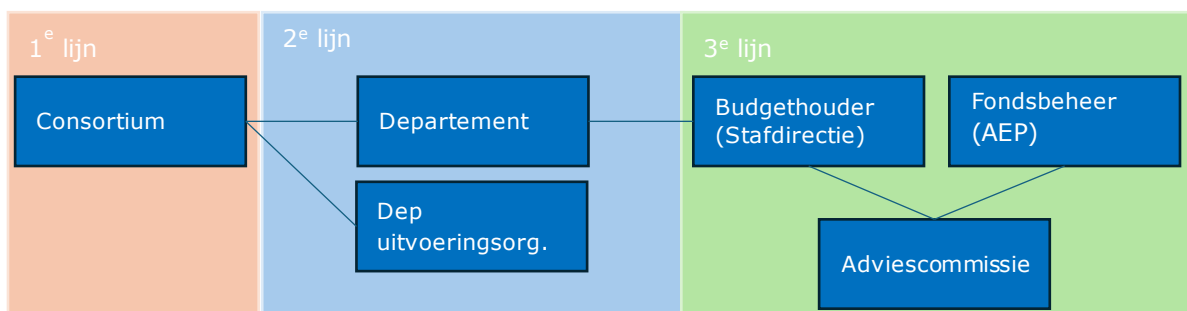 1e lijn
Consortium
2e lijn
Departement
Dep
uitvoeringsorg.
3e lijn
Budgethouder
(Stafdirectie)
Fondsbeheer
(AEP)
Adviescommissie